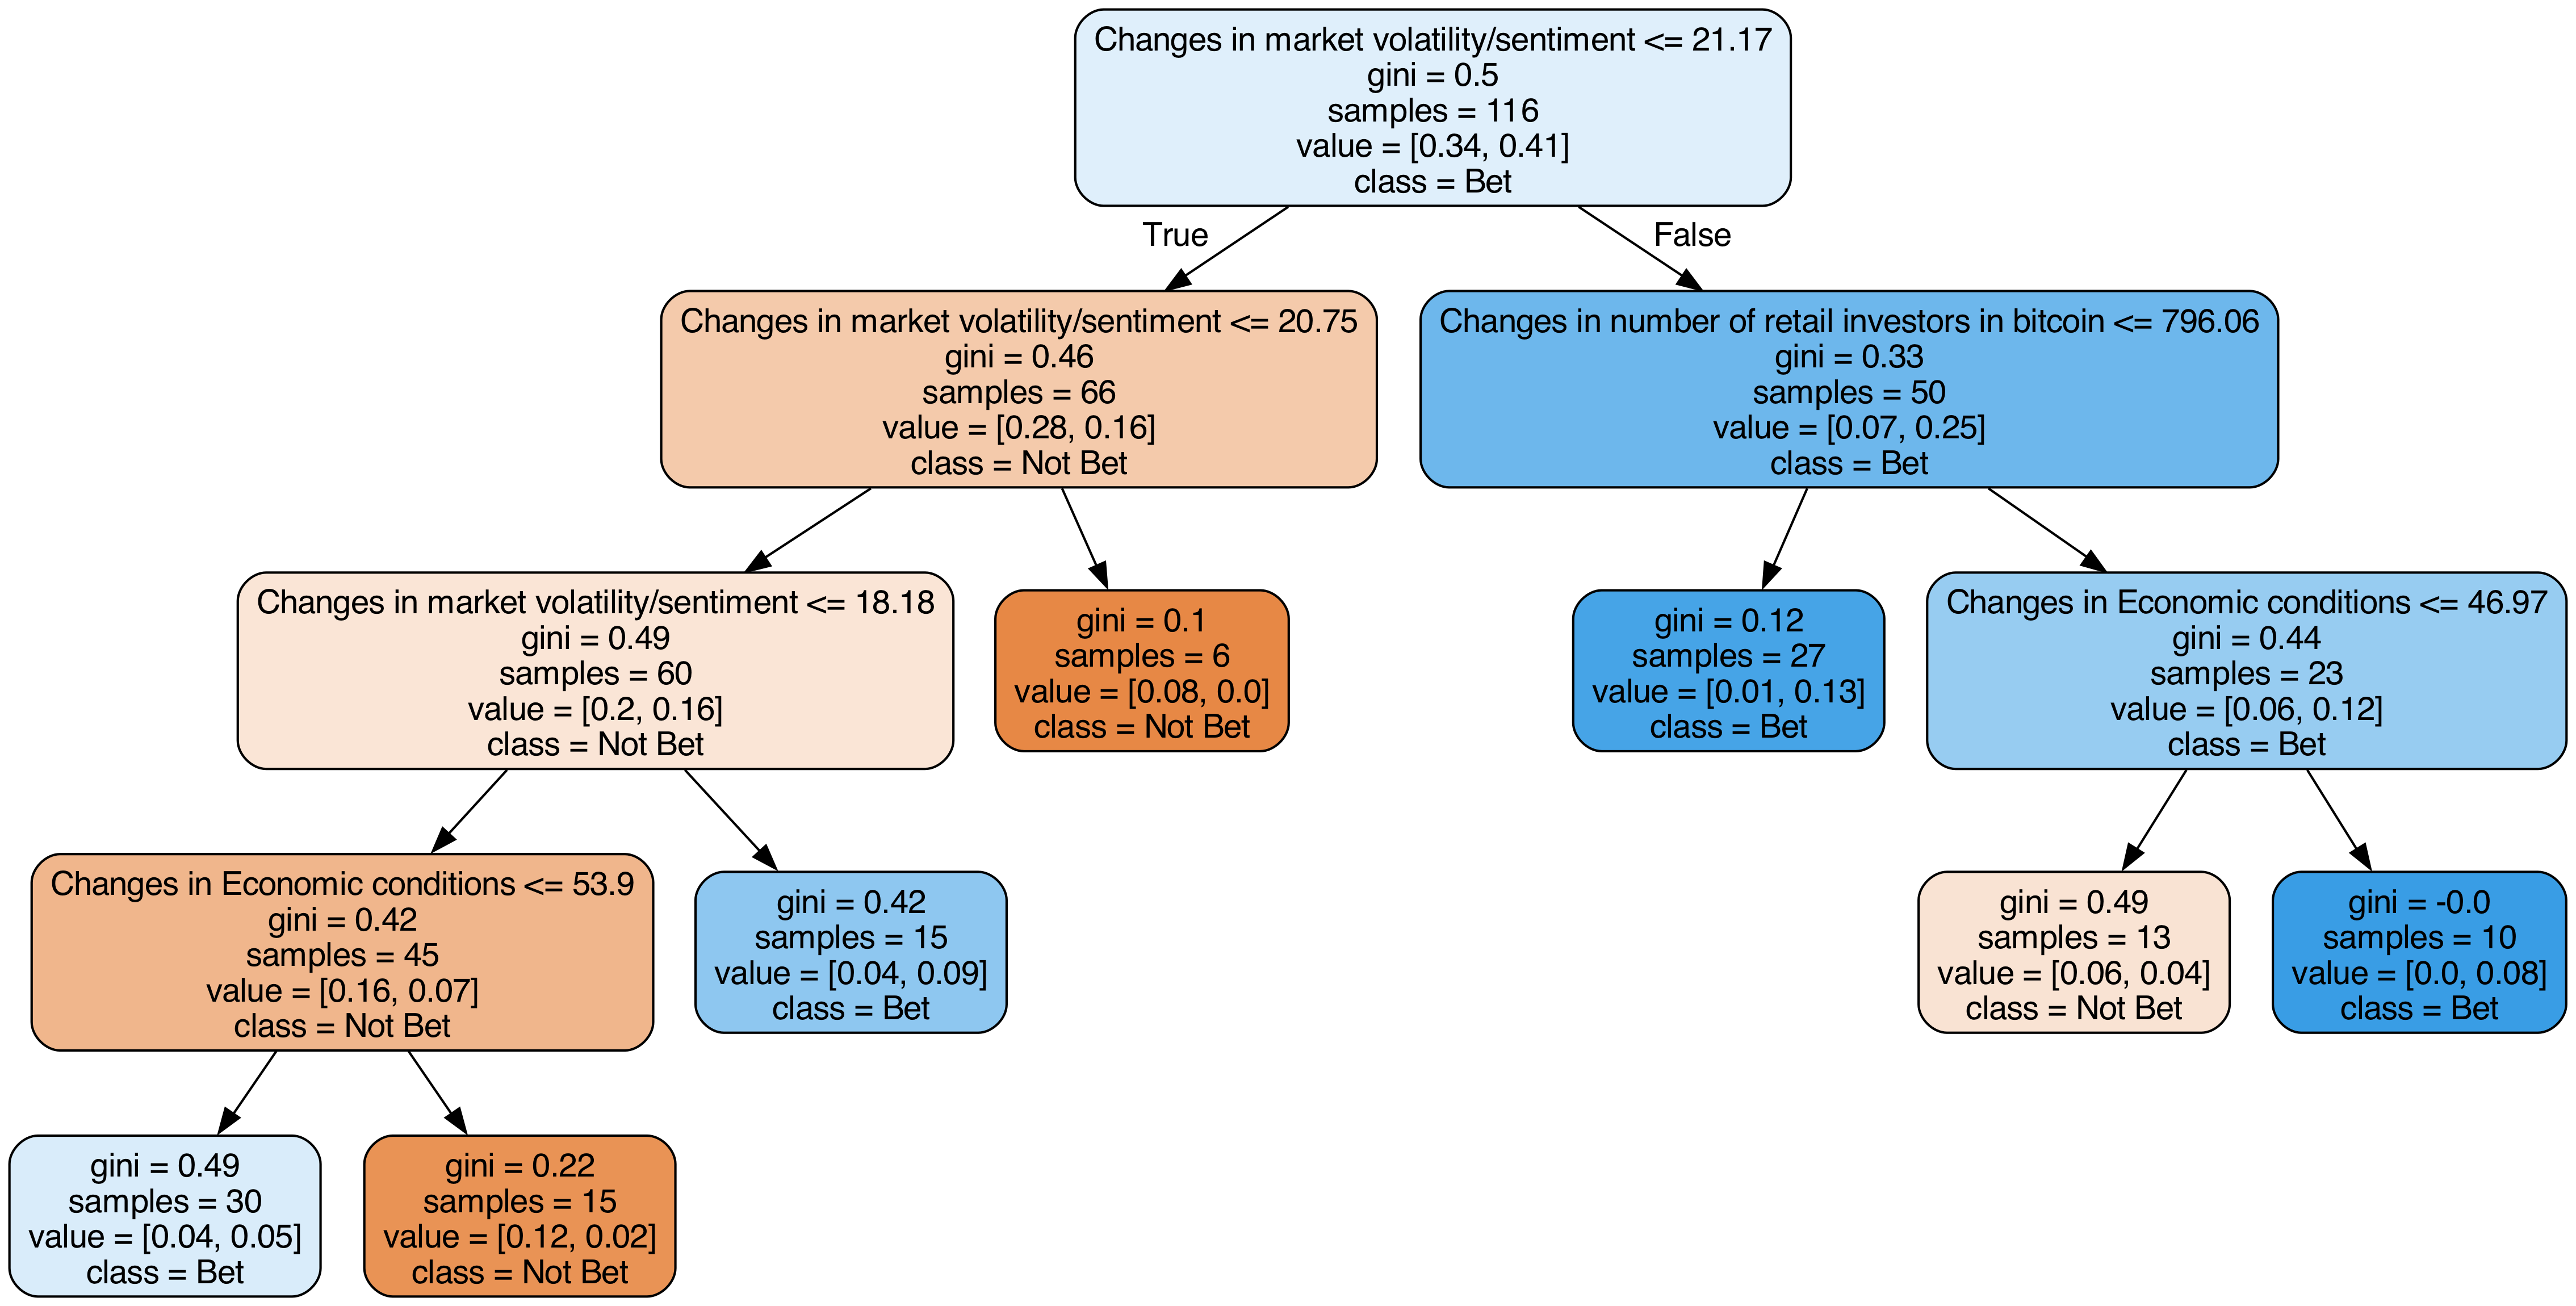 Changes in market volatility/sentiment <= 21.17
gini = 0.5
samples = 116
value = [0.34, 0.41]
class = Bet
True
False
Changes in market volatility/sentiment <= 20.75
gini = 0.46
samples = 66
value = [0.28, 0.16]
class = Not Bet
Changes in number of retail investors in bitcoin <= 796.06
gini = 0.33
samples = 50
value = [0.07, 0.25]
class = Bet
Changes in market volatility/sentiment <= 18.18
gini = 0.49
samples = 60
value = [0.2, 0.16]
class = Not Bet
gini = 0.1
samples = 6
value = [0.08, 0.0]
class = Not Bet
gini = 0.12
samples = 27
value = [0.01, 0.13]
class = Bet
Changes in Economic conditions <= 46.97
gini = 0.44
samples = 23
value = [0.06, 0.12]
class = Bet
Changes in Economic conditions <= 53.9
gini = 0.42
samples = 45
value = [0.16, 0.07]
class = Not Bet
gini = 0.42
samples = 15
value = [0.04, 0.09]
class = Bet
gini = 0.49
samples = 13
value = [0.06, 0.04]
class = Not Bet
gini = -0.0
samples = 10
value = [0.0, 0.08]
class = Bet
gini = 0.49
samples = 30
value = [0.04, 0.05]
class = Bet
gini = 0.22
samples = 15
value = [0.12, 0.02]
class = Not Bet